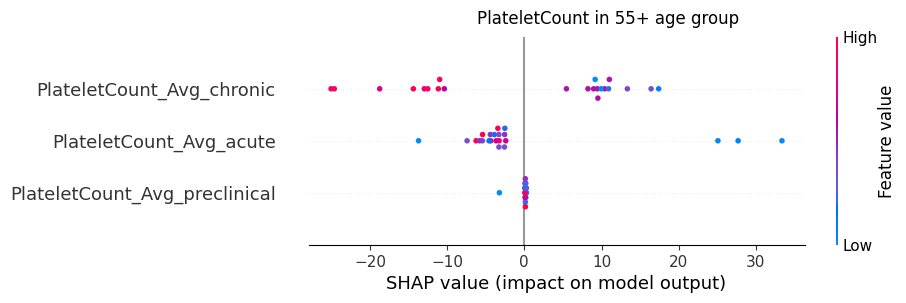 PlateletCount in 55+ age group
High
PlateletCount_Avg_chronic
PlateletCount_Avg_acute
PlateletCount_Avg_preclinical
Feature value
Low
−20 −10 0 10 20 30
SHAP value (impact on model output)